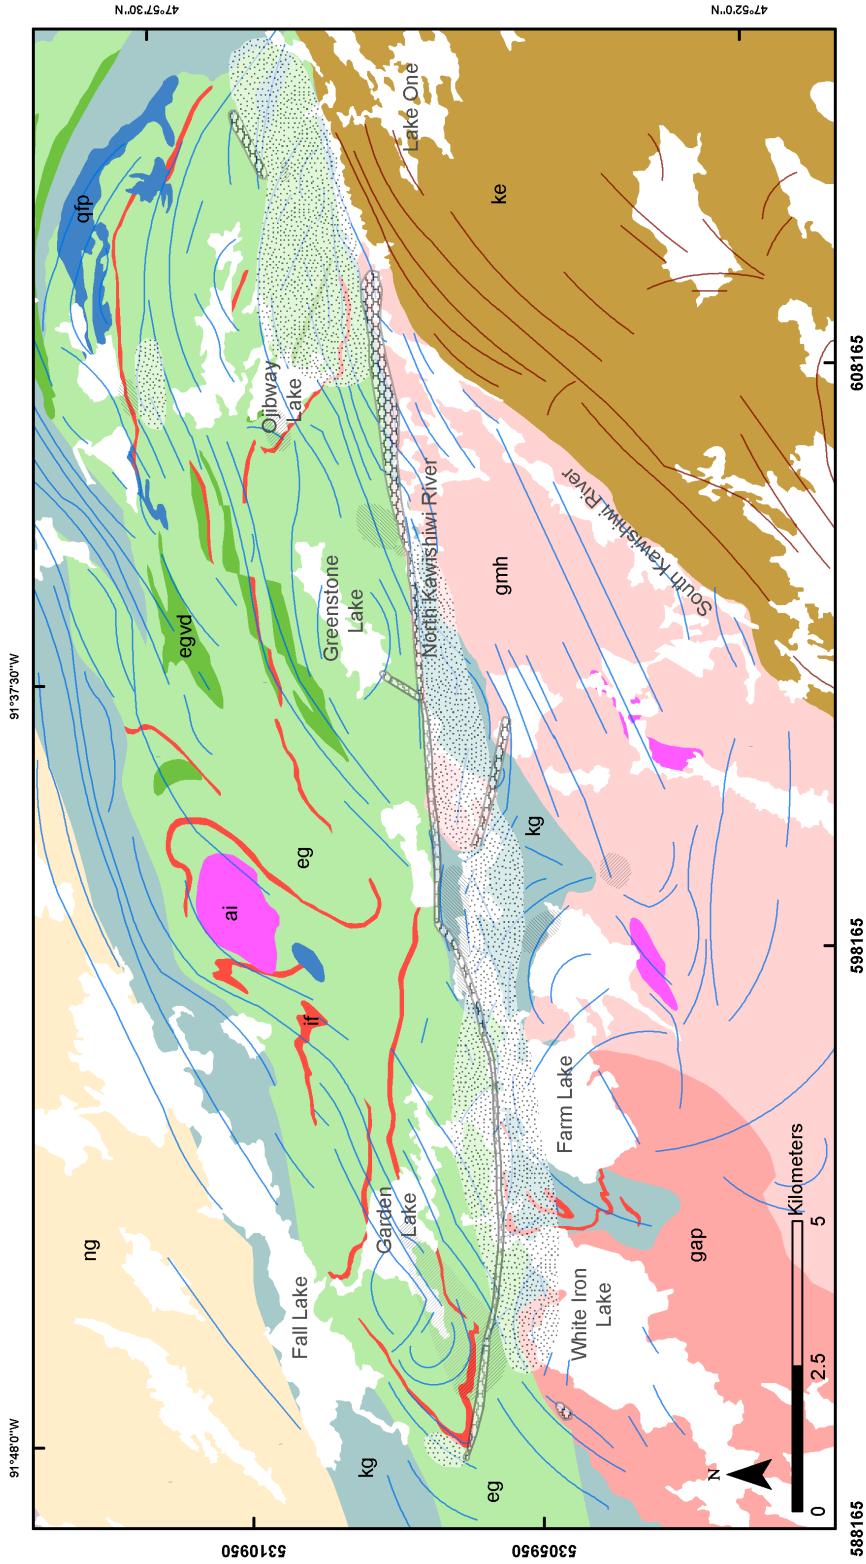 91°48'0"W
91°37'30"W
47°57'30"N
47°52'0"N
5310950
5305950
588165
598165
608165
ng
Fall Lake
kg
eg
Garden
Lake
if
ai
eg
egvd
qfp
Greenstone
Lake
Ojibway
Lake
North Kawishiwi River
Lake One
ke
gmh
South Kawishiwi River
kg
Farm Lake
White Iron
Lake
gap
N
0
2.5
5
Kilometers